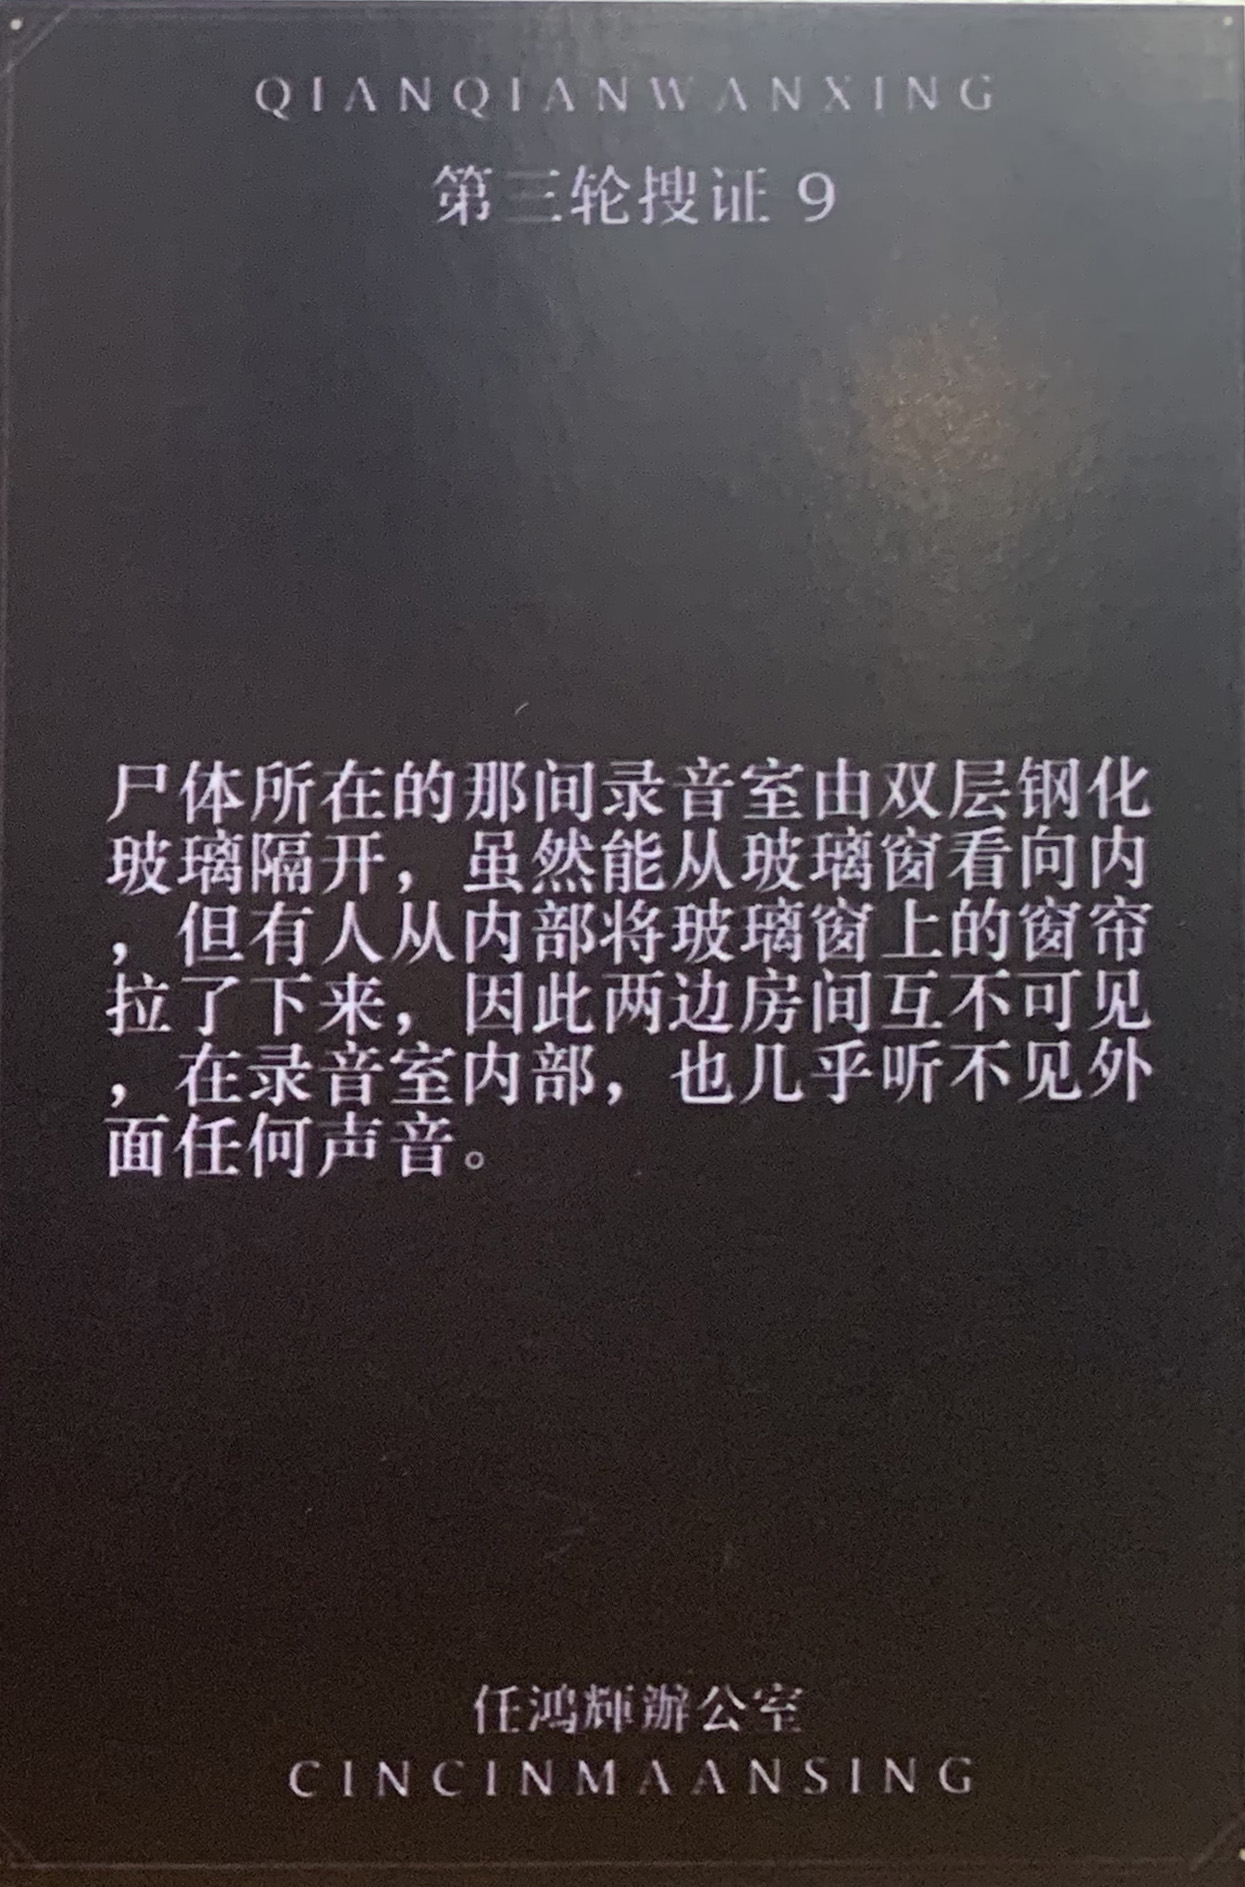 QIANQIANWANXING
第三轮搜证 9
尸体所在的那间录音室由双层钢化
玻璃隔开，虽然能从玻璃窗看向内
，但有人从内部将玻璃窗上的窗帘
拉了下来，因此两边房间互不可见
，在录音室内部，也几乎听不见外
面任何声音。
任鸿輝辦公室
CINCINMAANSING